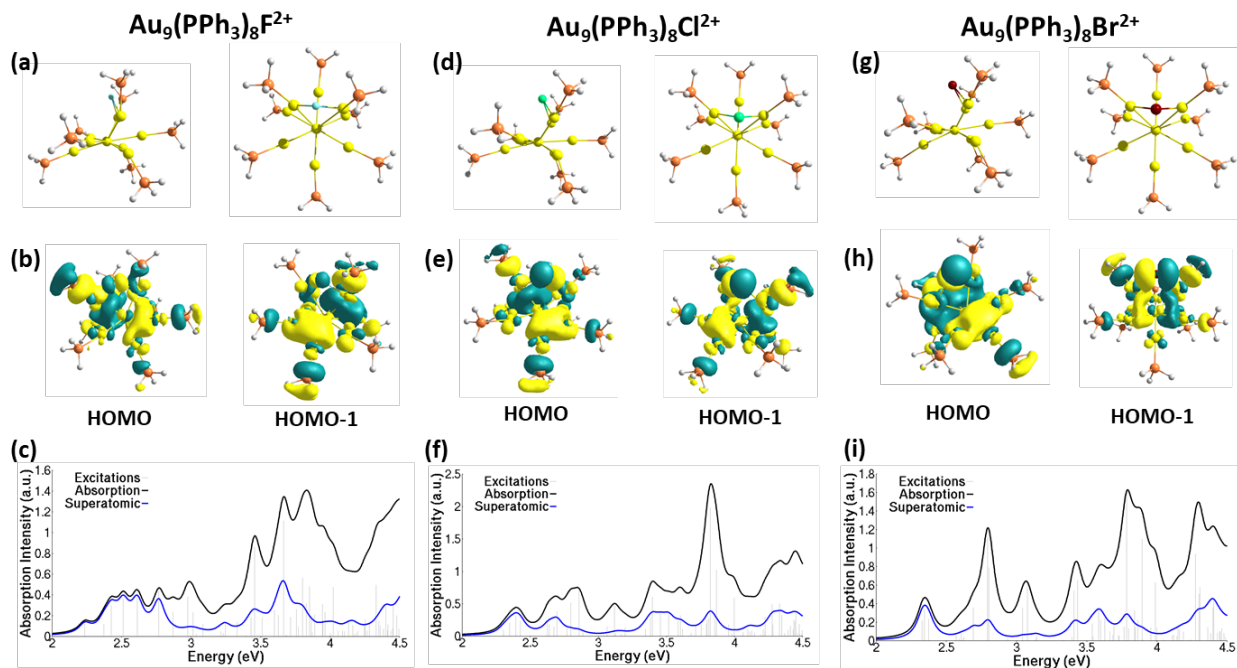 Au₉(PPh₃)₈F²⁺
Au₉(PPh₃)₈Cl²⁺
Au₉(PPh₃)₈Br²⁺
(a)
(d)
(g)
(b)
(e)
(h)
HOMO
HOMO-1
HOMO
HOMO-1
HOMO
HOMO-1
(c)
Absorption Intensity (a.u.)
1.6
1.4
1.2
1
0.8
0.6
0.4
0.2
0
Excitations
Absorption
Superatomic
2
2.5
3
3.5
4
4.5
Energy (eV)
(f)
Absorption Intensity (a.u.)
2.5
2
1.5
1
0.5
0
Excitations
Absorption
Superatomic
2
2.5
3
3.5
4
4.5
Energy (eV)
(i)
Absorption Intensity (a.u.)
1.8
1.6
1.4
1.2
1
0.8
0.6
0.4
0.2
0
Excitations
Absorption
Superatomic
2
2.5
3
3.5
4
4.5
Energy (eV)